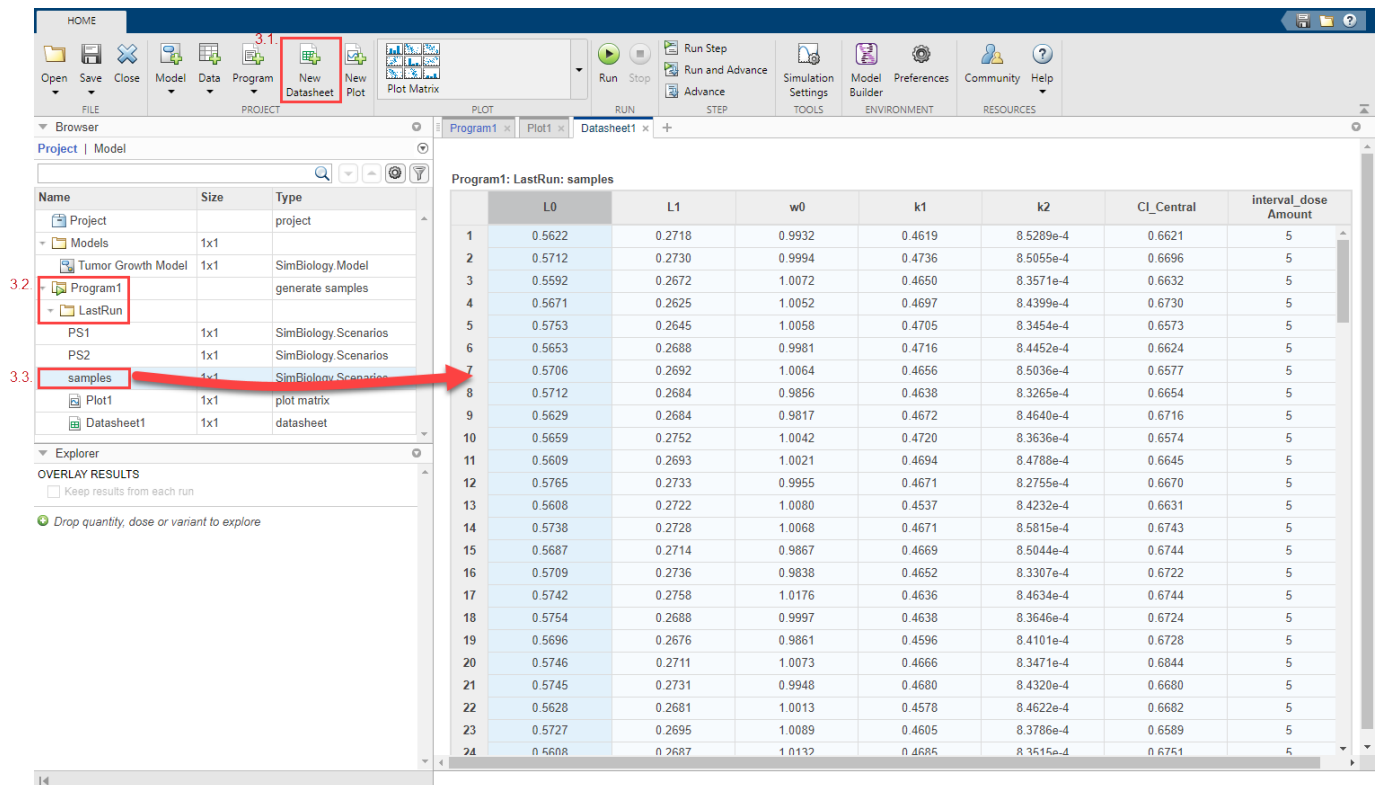 HOME
3.1.
Open Save Close Model Data Program New Datasheet New Plot Plot Matrix Run Stop Run Step Run and Advance Advance Simulation Settings Model Builder Preferences Community Help
FILE PROJECT PLOT RUN STEP TOOLS ENVIRONMENT RESOURCES
Browser
Program1 × Plot1 × Datasheet1 × +
Project | Model
Program1: LastRun: samples
Name Size Type
Project project
Models 1x1
Tumor Growth Model 1x1 SimBiology.Model
3.2. Program1 generate samples
LastRun
PS1 1x1 SimBiology.Scenarios
PS2 1x1 SimBiology.Scenarios
3.3. samples 1x1 SimBiology.Scenarios
Plot1 1x1 plot matrix
Datasheet1 1x1 datasheet
Explorer
OVERLAY RESULTS
Keep results from each run
Drop quantity, dose or variant to explore
L0 L1 w0 k1 k2 Cl_Central interval_dose Amount
1 0.5622 0.2718 0.9932 0.4619 8.5289e-4 0.6621 5
2 0.5712 0.2730 0.9994 0.4736 8.5055e-4 0.6696 5
3 0.5592 0.2672 1.0072 0.4650 8.3571e-4 0.6632 5
4 0.5671 0.2625 1.0052 0.4697 8.4399e-4 0.6730 5
5 0.5753 0.2645 1.0058 0.4705 8.3454e-4 0.6573 5
6 0.5653 0.2688 0.9981 0.4716 8.4452e-4 0.6624 5
7 0.5706 0.2692 1.0064 0.4656 8.5036e-4 0.6577 5
8 0.5712 0.2684 0.9856 0.4638 8.3265e-4 0.6654 5
9 0.5629 0.2684 0.9817 0.4672 8.4640e-4 0.6716 5
10 0.5659 0.2752 1.0042 0.4720 8.3636e-4 0.6574 5
11 0.5609 0.2693 1.0021 0.4694 8.4788e-4 0.6645 5
12 0.5765 0.2733 0.9955 0.4671 8.2755e-4 0.6670 5
13 0.5608 0.2722 1.0080 0.4537 8.4232e-4 0.6631 5
14 0.5738 0.2728 1.0068 0.4671 8.5815e-4 0.6743 5
15 0.5687 0.2714 0.9867 0.4669 8.5044e-4 0.6744 5
16 0.5709 0.2736 0.9838 0.4652 8.3307e-4 0.6722 5
17 0.5742 0.2758 1.0176 0.4636 8.4634e-4 0.6744 5
18 0.5754 0.2688 0.9997 0.4638 8.3646e-4 0.6724 5
19 0.5696 0.2676 0.9861 0.4596 8.4101e-4 0.6728 5
20 0.5746 0.2711 1.0073 0.4666 8.3471e-4 0.6844 5
21 0.5745 0.2731 0.9948 0.4680 8.4320e-4 0.6680 5
22 0.5628 0.2681 1.0013 0.4578 8.4622e-4 0.6682 5
23 0.5727 0.2695 1.0089 0.4605 8.3786e-4 0.6589 5
24 0.5608 0.2687 1.0132 0.4685 8.3515e-4 0.6751 5